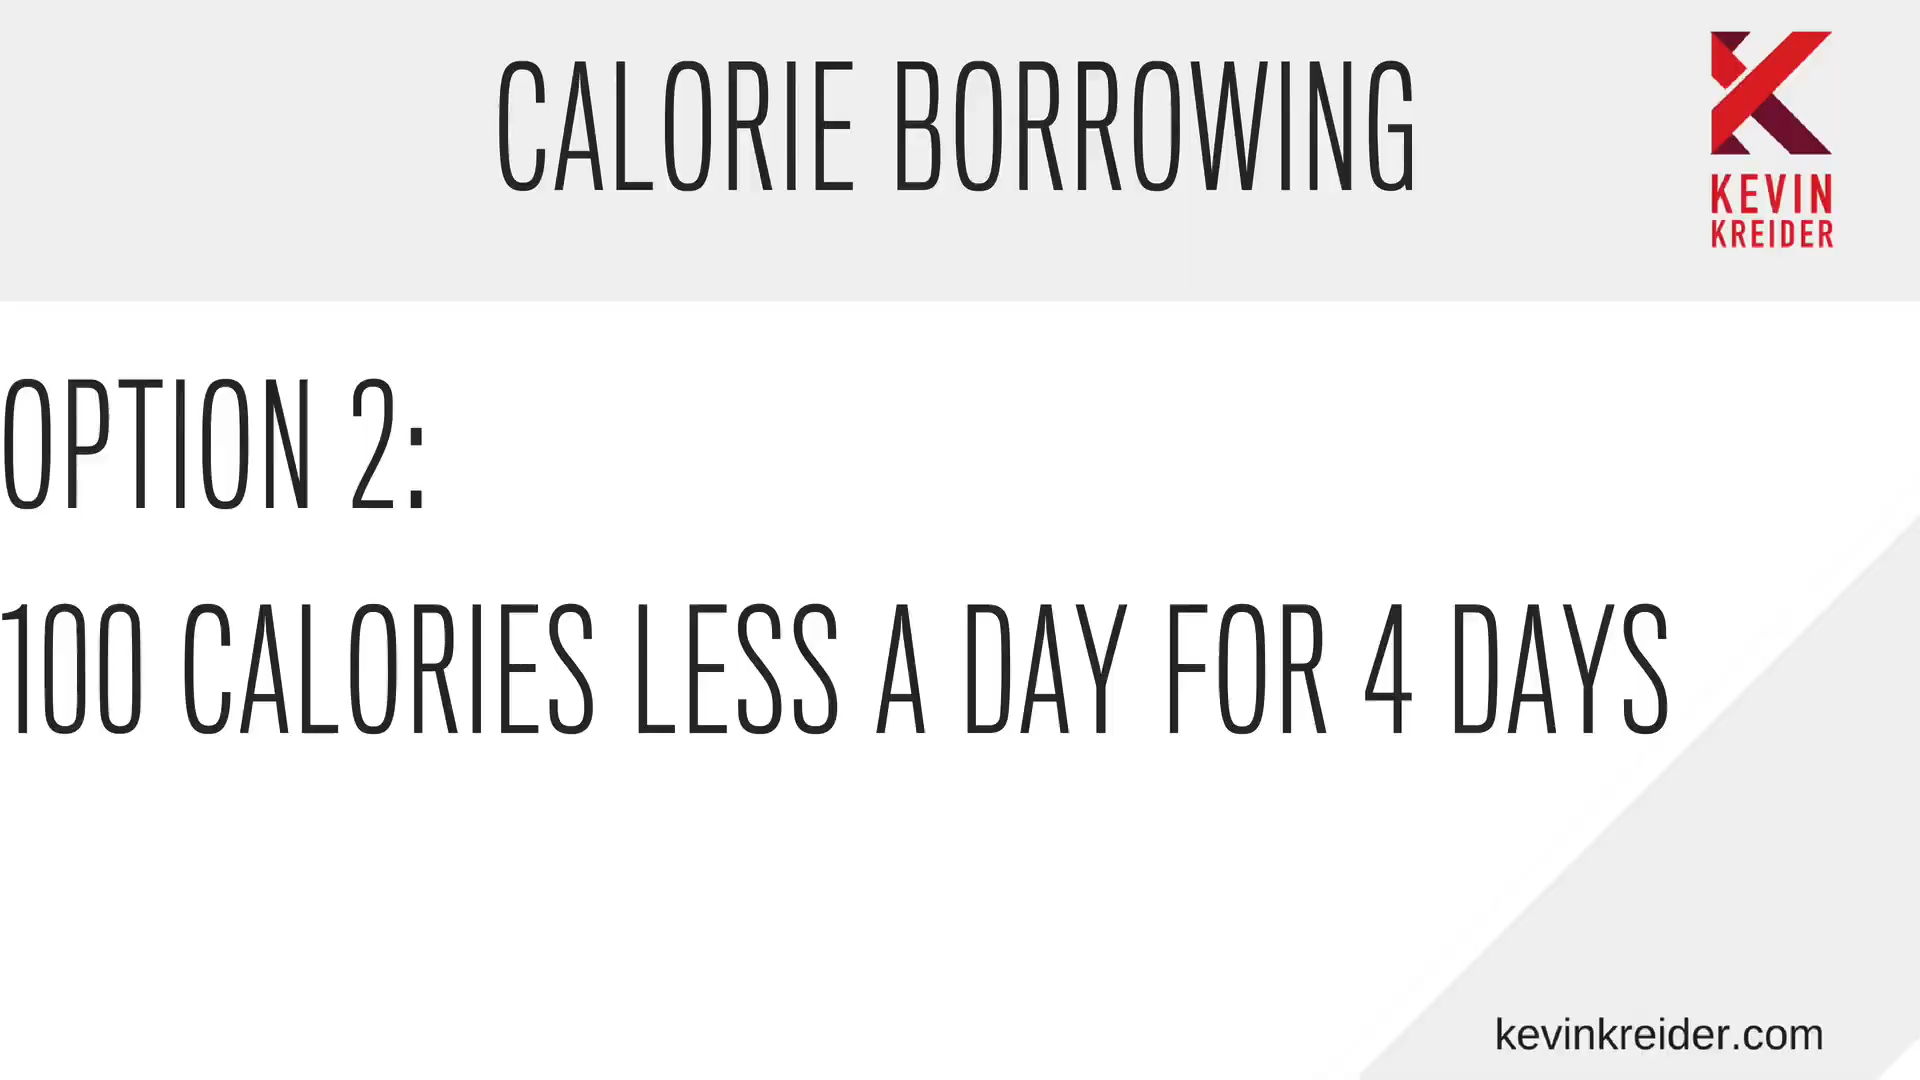 CALORIE BORROWING
KEVIN
KREIDER
OPTION 2:
100 CALORIES LESS A DAY FOR 4 DAYS
kevinkreider.com